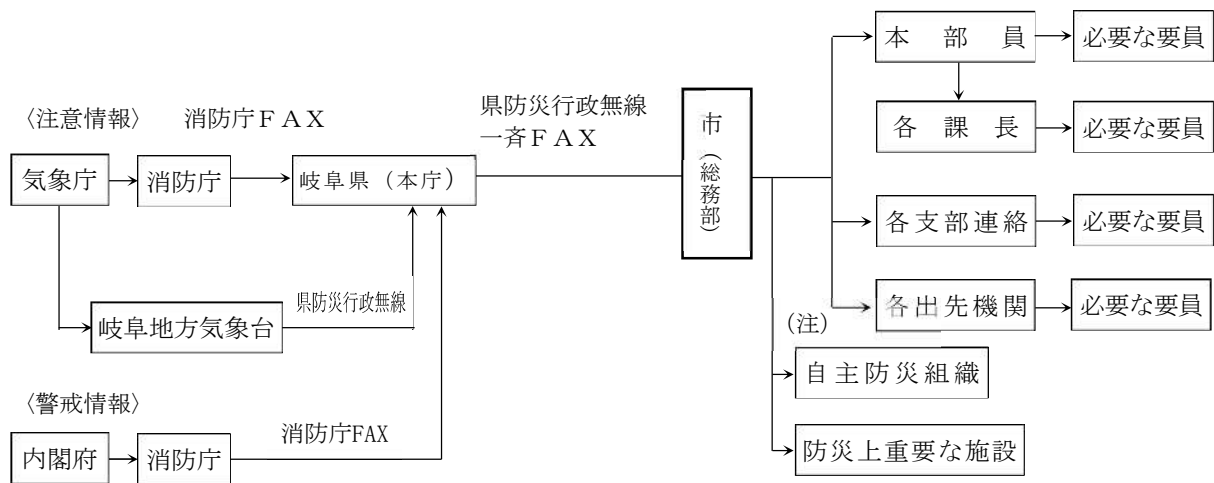 〈注意情報〉 消防庁ＦＡＸ
気象庁
消防庁
岐阜県（本庁）
県防災行政無線
一斉ＦＡＸ
岐阜地方気象台
県防災行政無線
〈警戒情報〉
内閣府
消防庁
消防庁FAX
市（総務部）
本部員
必要な要員
各課長
必要な要員
各支部連絡
必要な要員
各出先機関
必要な要員
(注)
自主防災組織
防災上重要な施設